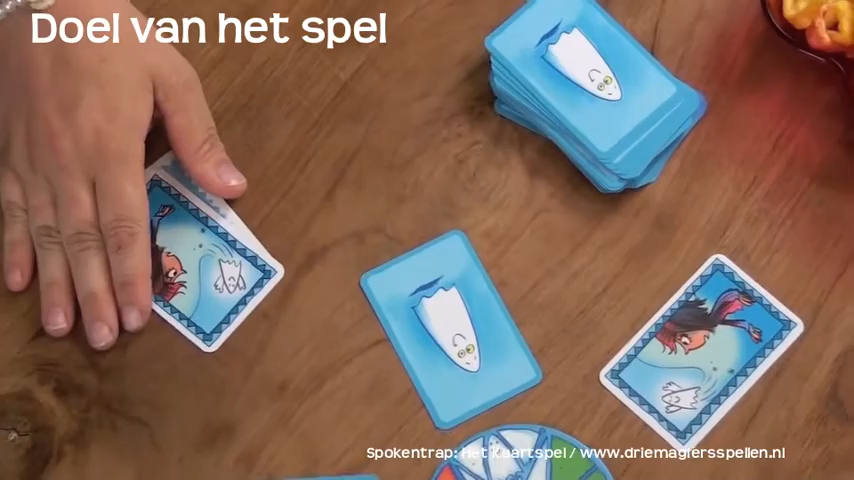 Doel van het spel
Spokentrap: Het Kaartspel / www.driemagiersspellen.nl